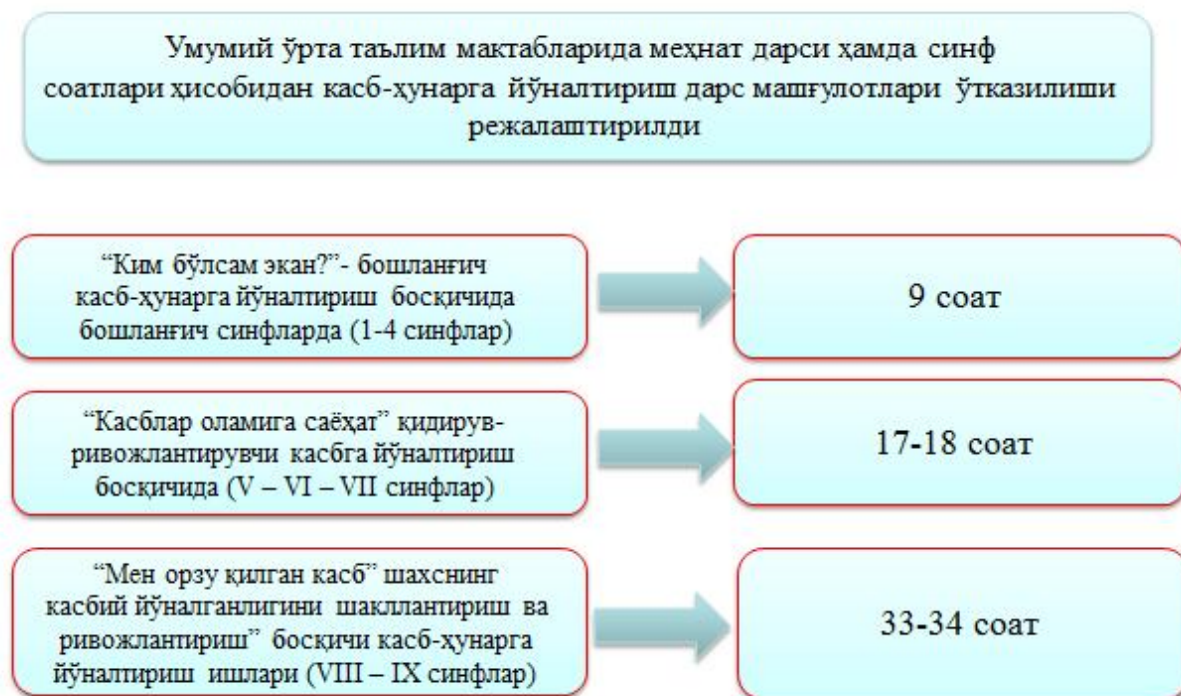 Умумий ўрта таълим мактабларида меҳнат дарси ҳамда синф
соатлари ҳисобидан касб-ҳунарга йўналтириш дарс машғулотлари ўтказилиши
режалаштирилди
“Ким бўлсам экан?”- бошланғич
касб-ҳунарга йўналтириш босқичида
бошланғич синфларда (1-4 синфлар)
9 соат
“Касблар оламига саёҳат” қидирув-
ривожлантирувчи касбга йўналтириш
босқичида (V – VI – VII синфлар)
17-18 соат
“Мен орзу қилган касб” шахснинг
касбий йўналганлигини шакллантириш ва
ривожлантириш” босқичи касб-ҳунарга
йўналтириш ишлари (VIII – IX синфлар)
33-34 соат